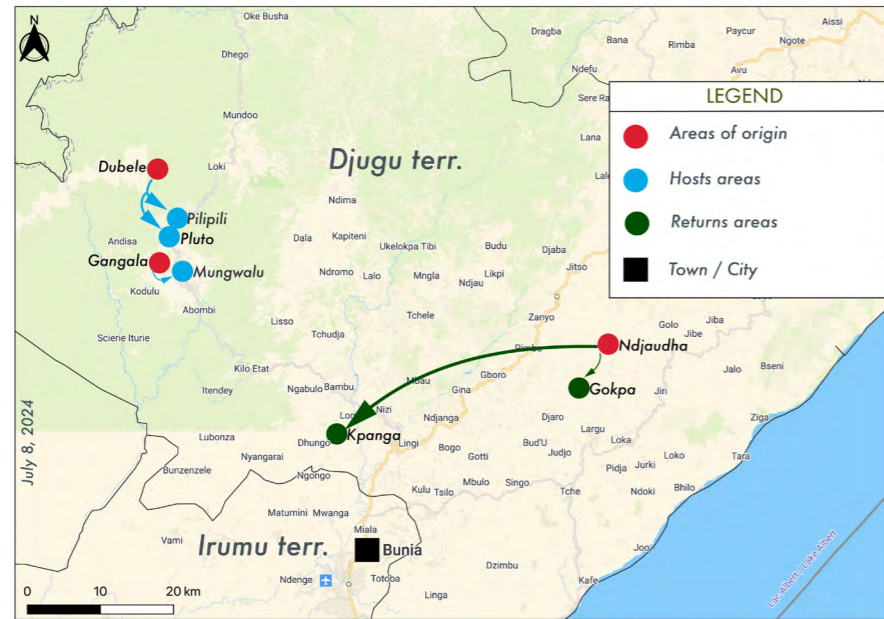 N
Oke Busha
Dhego
Mundoo
Dragba
Bana
Rimba
Paycur
Ngote
Aissi
Ndefu
Avu
Sere Ra
Lana
LEGEND
Areas of origin
Hosts areas
Returns areas
Town / City
Dubele
Loki
Djugu terr.
Ndima
Pilipili
Pluto
Andisa
Dala
Kapiteni
Ukelokpa Tibi
Budu
Djaba
Gangala
Mungwalu
Ndromo
Lalo
Mngla
Likpi
Ndjau
Jitso
Kodulu
Abombi
Lisso
Tchele
Zanyo
Golo
Jiba
Jibe
Scierie Iturie
Tchudja
Rimbe
Ndjaudha
Kilo Etat
Mbau
Gboro
Gina
Jalo
Bseni
Itendey
Ngabulo
Bambu
Gokpa
Jiri
Nizi
Ndjanga
Djaro
Ziga
Lubonza
Dhungo
Kpanga
Lingi
Largu
Loka
Bud'U
Judjo
Bogo
Gotti
Nyangarai
Loko
Tara
Bunzenzele
Ngongo
Pidja
Jurki
Kulu
Tsilo
Mbulo
Singo
Tche
Ndoki
Bhilo
July 8, 2024
Matumini
Mwanga
Miala
Vami
Irumu terr.
Bunia
Joo
Dzimbu
Ndenge
Totoba
Kafe
Linga
Lac Albert / Lake Albert
0
10
20 km